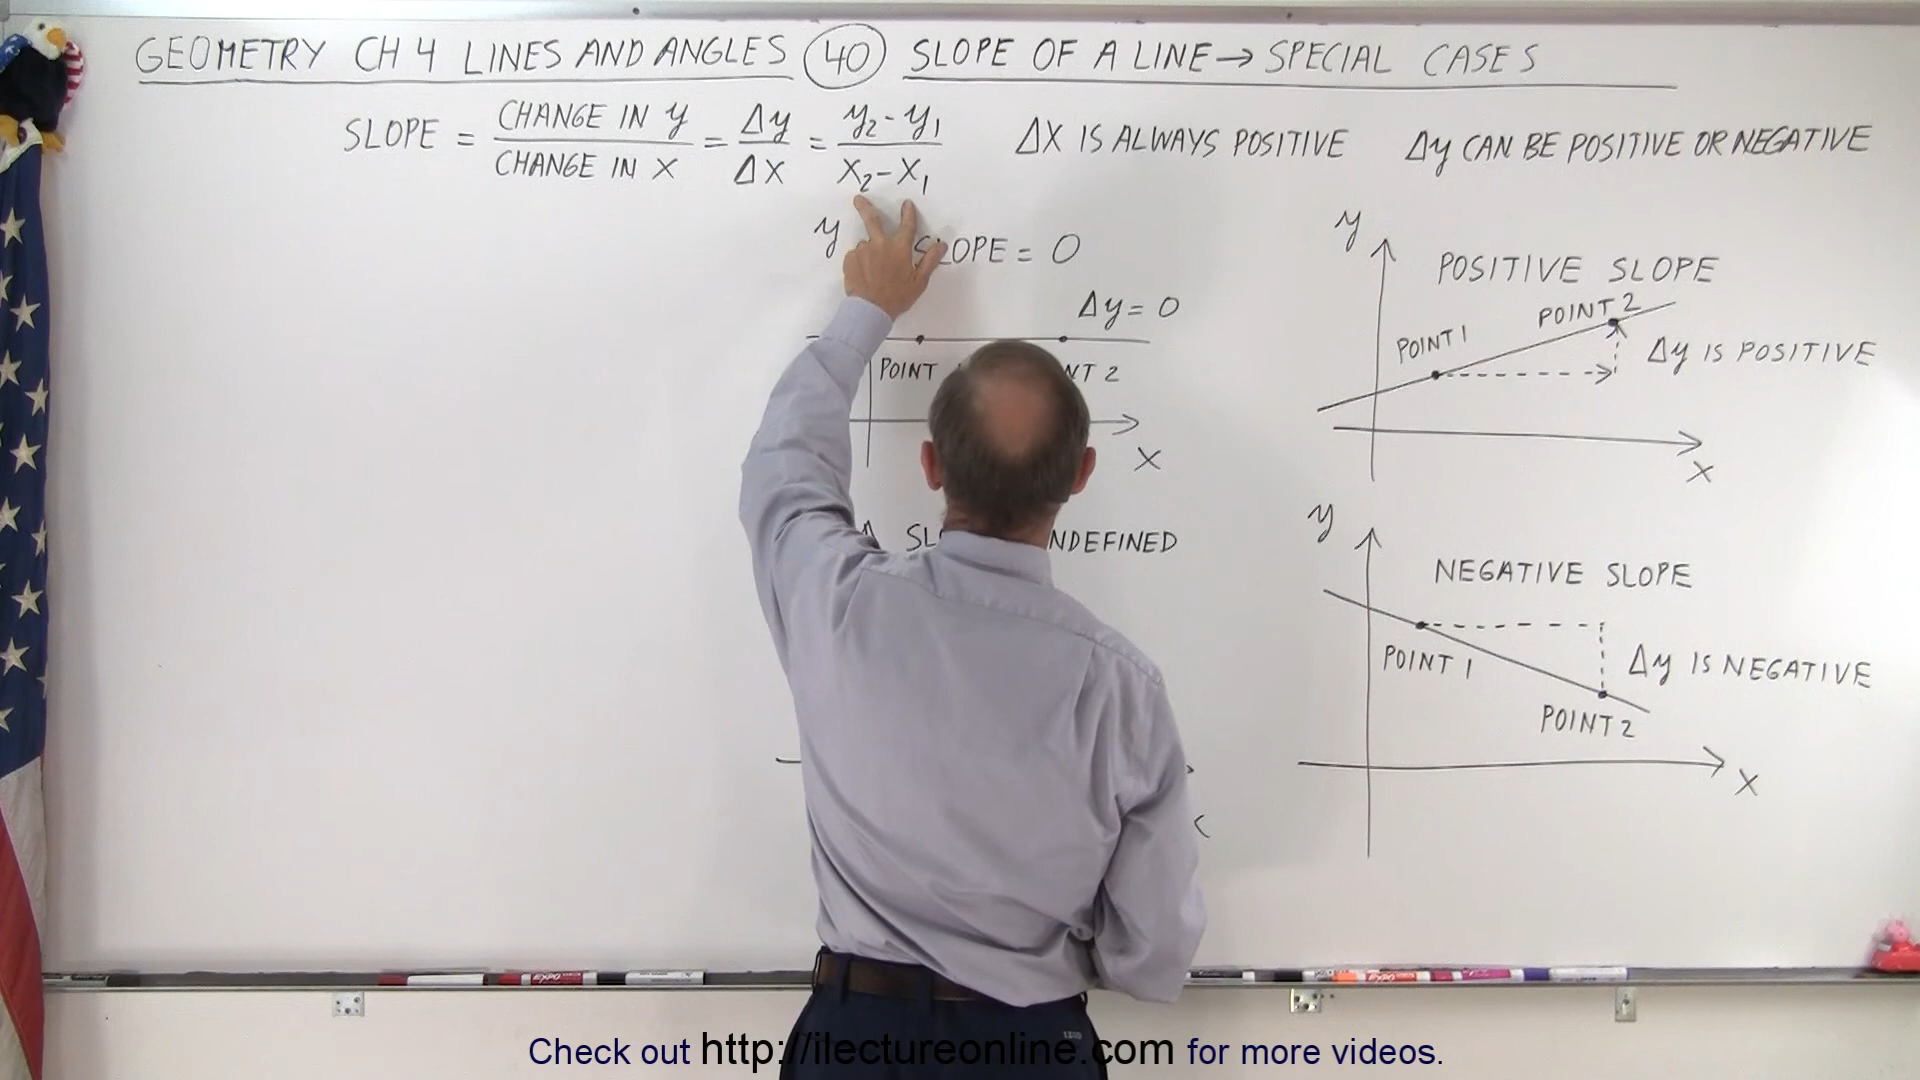 GEOMETRY CH 4 LINES AND ANGLES 40 SLOPE OF A LINE → SPECIAL CASES
SLOPE = CHANGE IN y / CHANGE IN X = Δy / ΔX = y₂ - y₁ / X₂ - X₁
ΔX IS ALWAYS POSITIVE
Δy CAN BE POSITIVE OR NEGATIVE
y
SLOPE = 0
Δy = 0
POINT
2
X
UNDEFINED
y
POSITIVE SLOPE
POINT 2
POINT 1
Δy IS POSITIVE
X
y
NEGATIVE SLOPE
POINT 1
Δy IS NEGATIVE
POINT 2
X
Check out http://ilectureonline.com for more videos.